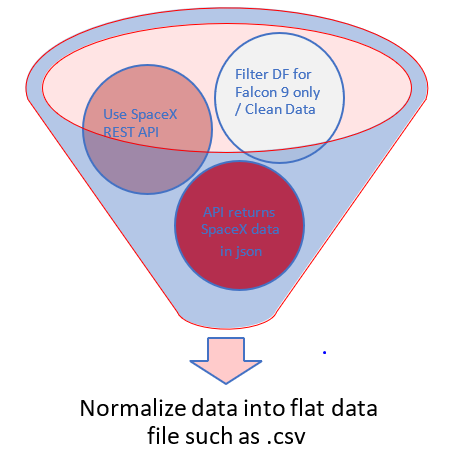 Filter DF for
Falcon 9 only
/ Clean Data
Use SpaceX
REST API
API returns
SpaceX data
in json
Normalize data into flat data
file such as .csv